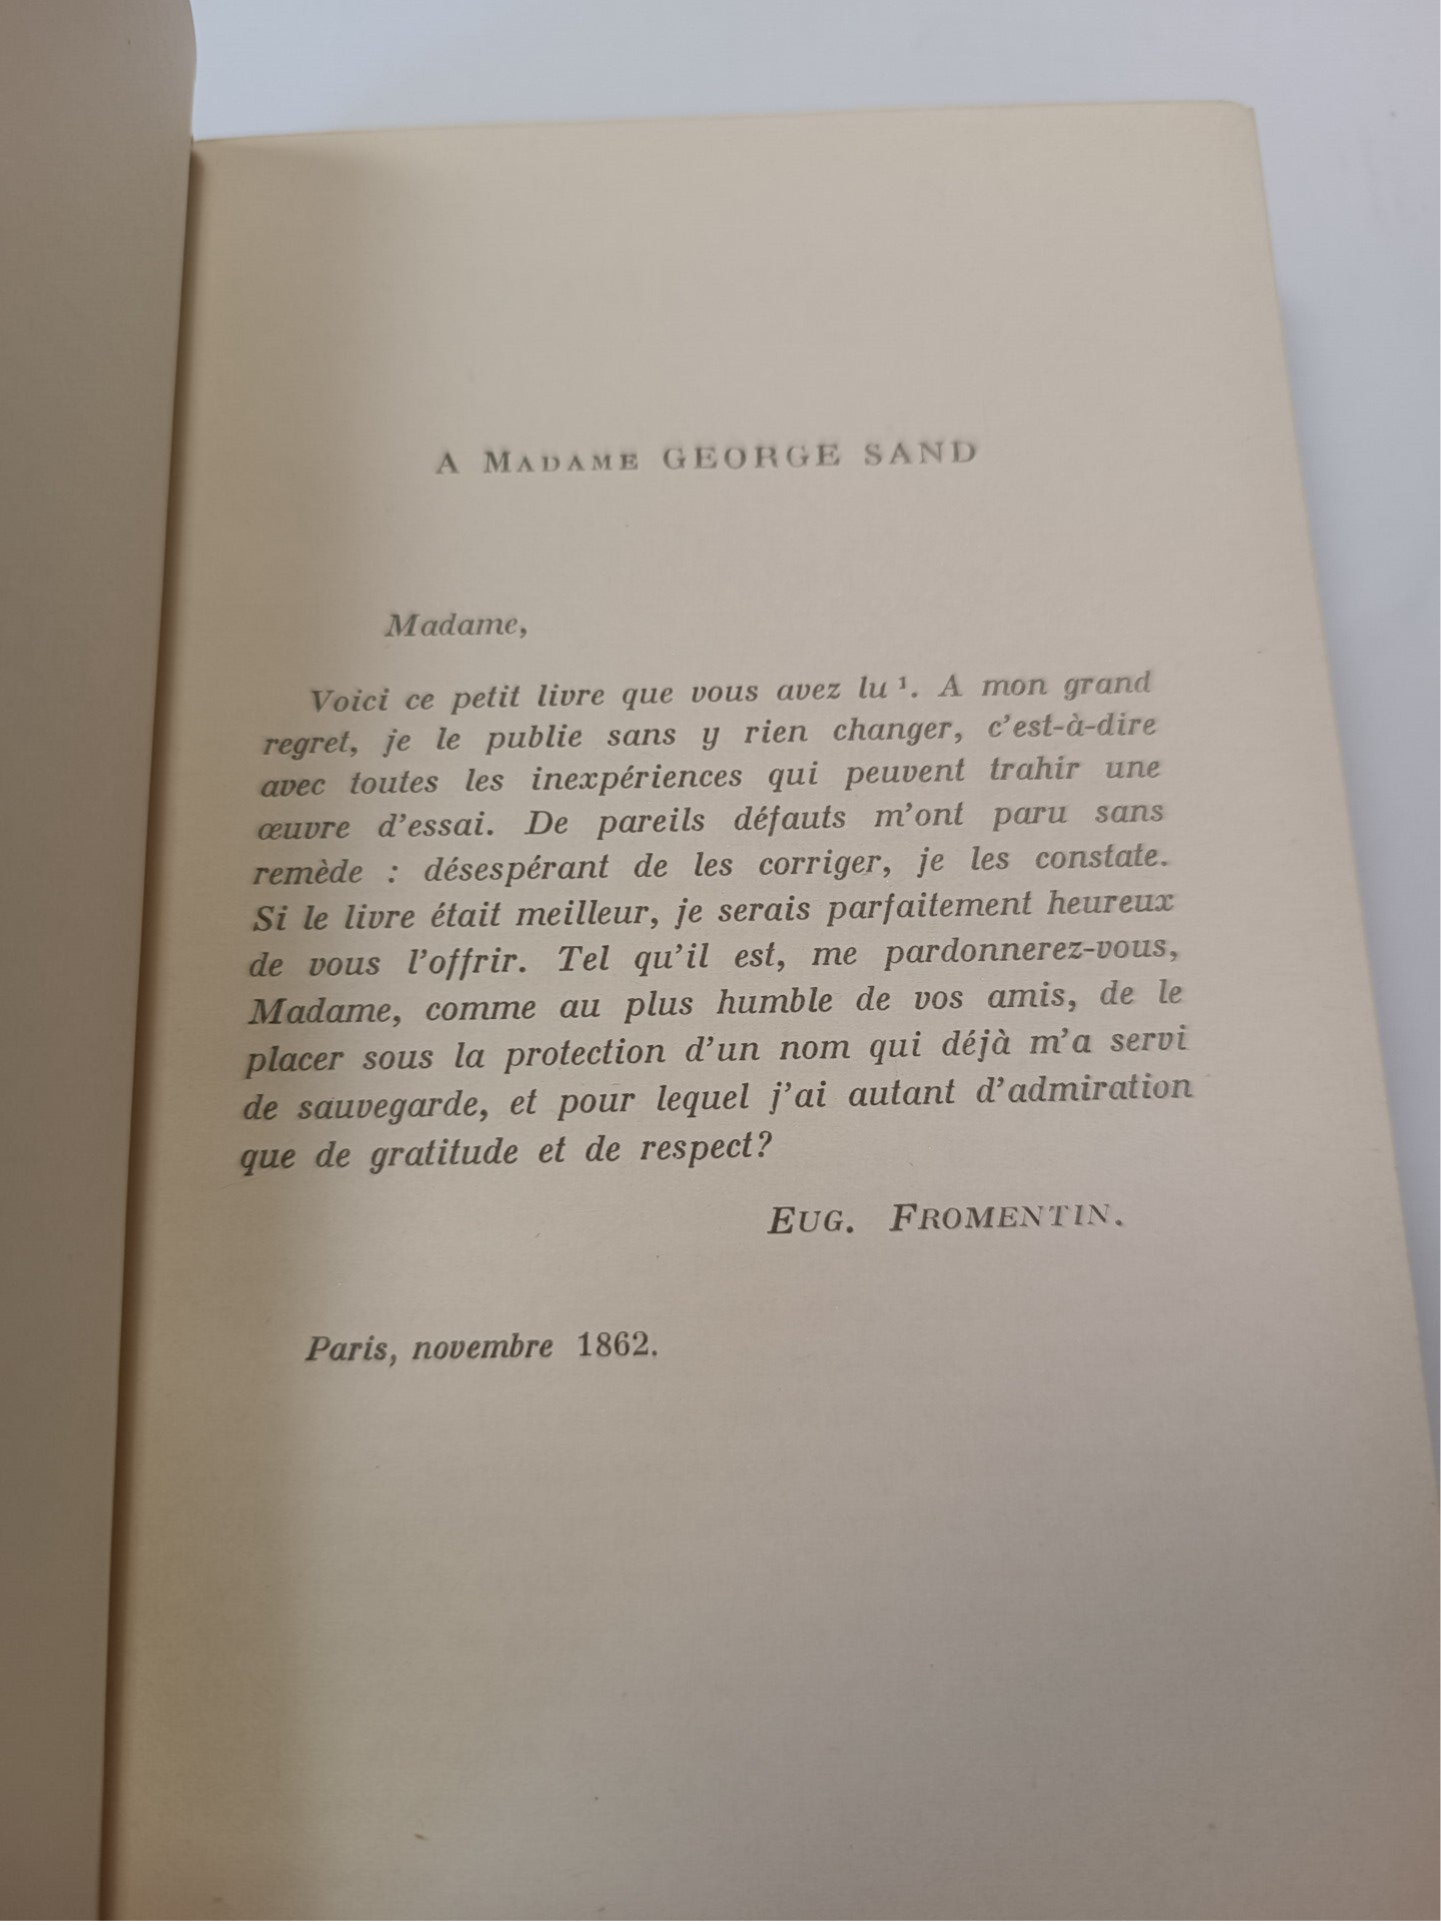 A MADAME GEORGE SAND
Madame,
Voici ce petit livre que vous avez lu ¹. A mon grand
regret, je le publie sans y rien changer, c'est-à-dire
avec toutes les inexpériences qui peuvent trahir une
œuvre d'essai. De pareils défauts m'ont paru sans
remède : désespérant de les corriger, je les constate.
Si le livre était meilleur, je serais parfaitement heureux
de vous l'offrir. Tel qu'il est, me pardonnerez-vous,
Madame, comme au plus humble de vos amis, de le
placer sous la protection d'un nom qui déjà m'a servi
de sauvegarde, et pour lequel j'ai autant d'admiration
que de gratitude et de respect?
EUG. FROMENTIN.
Paris, novembre 1862.